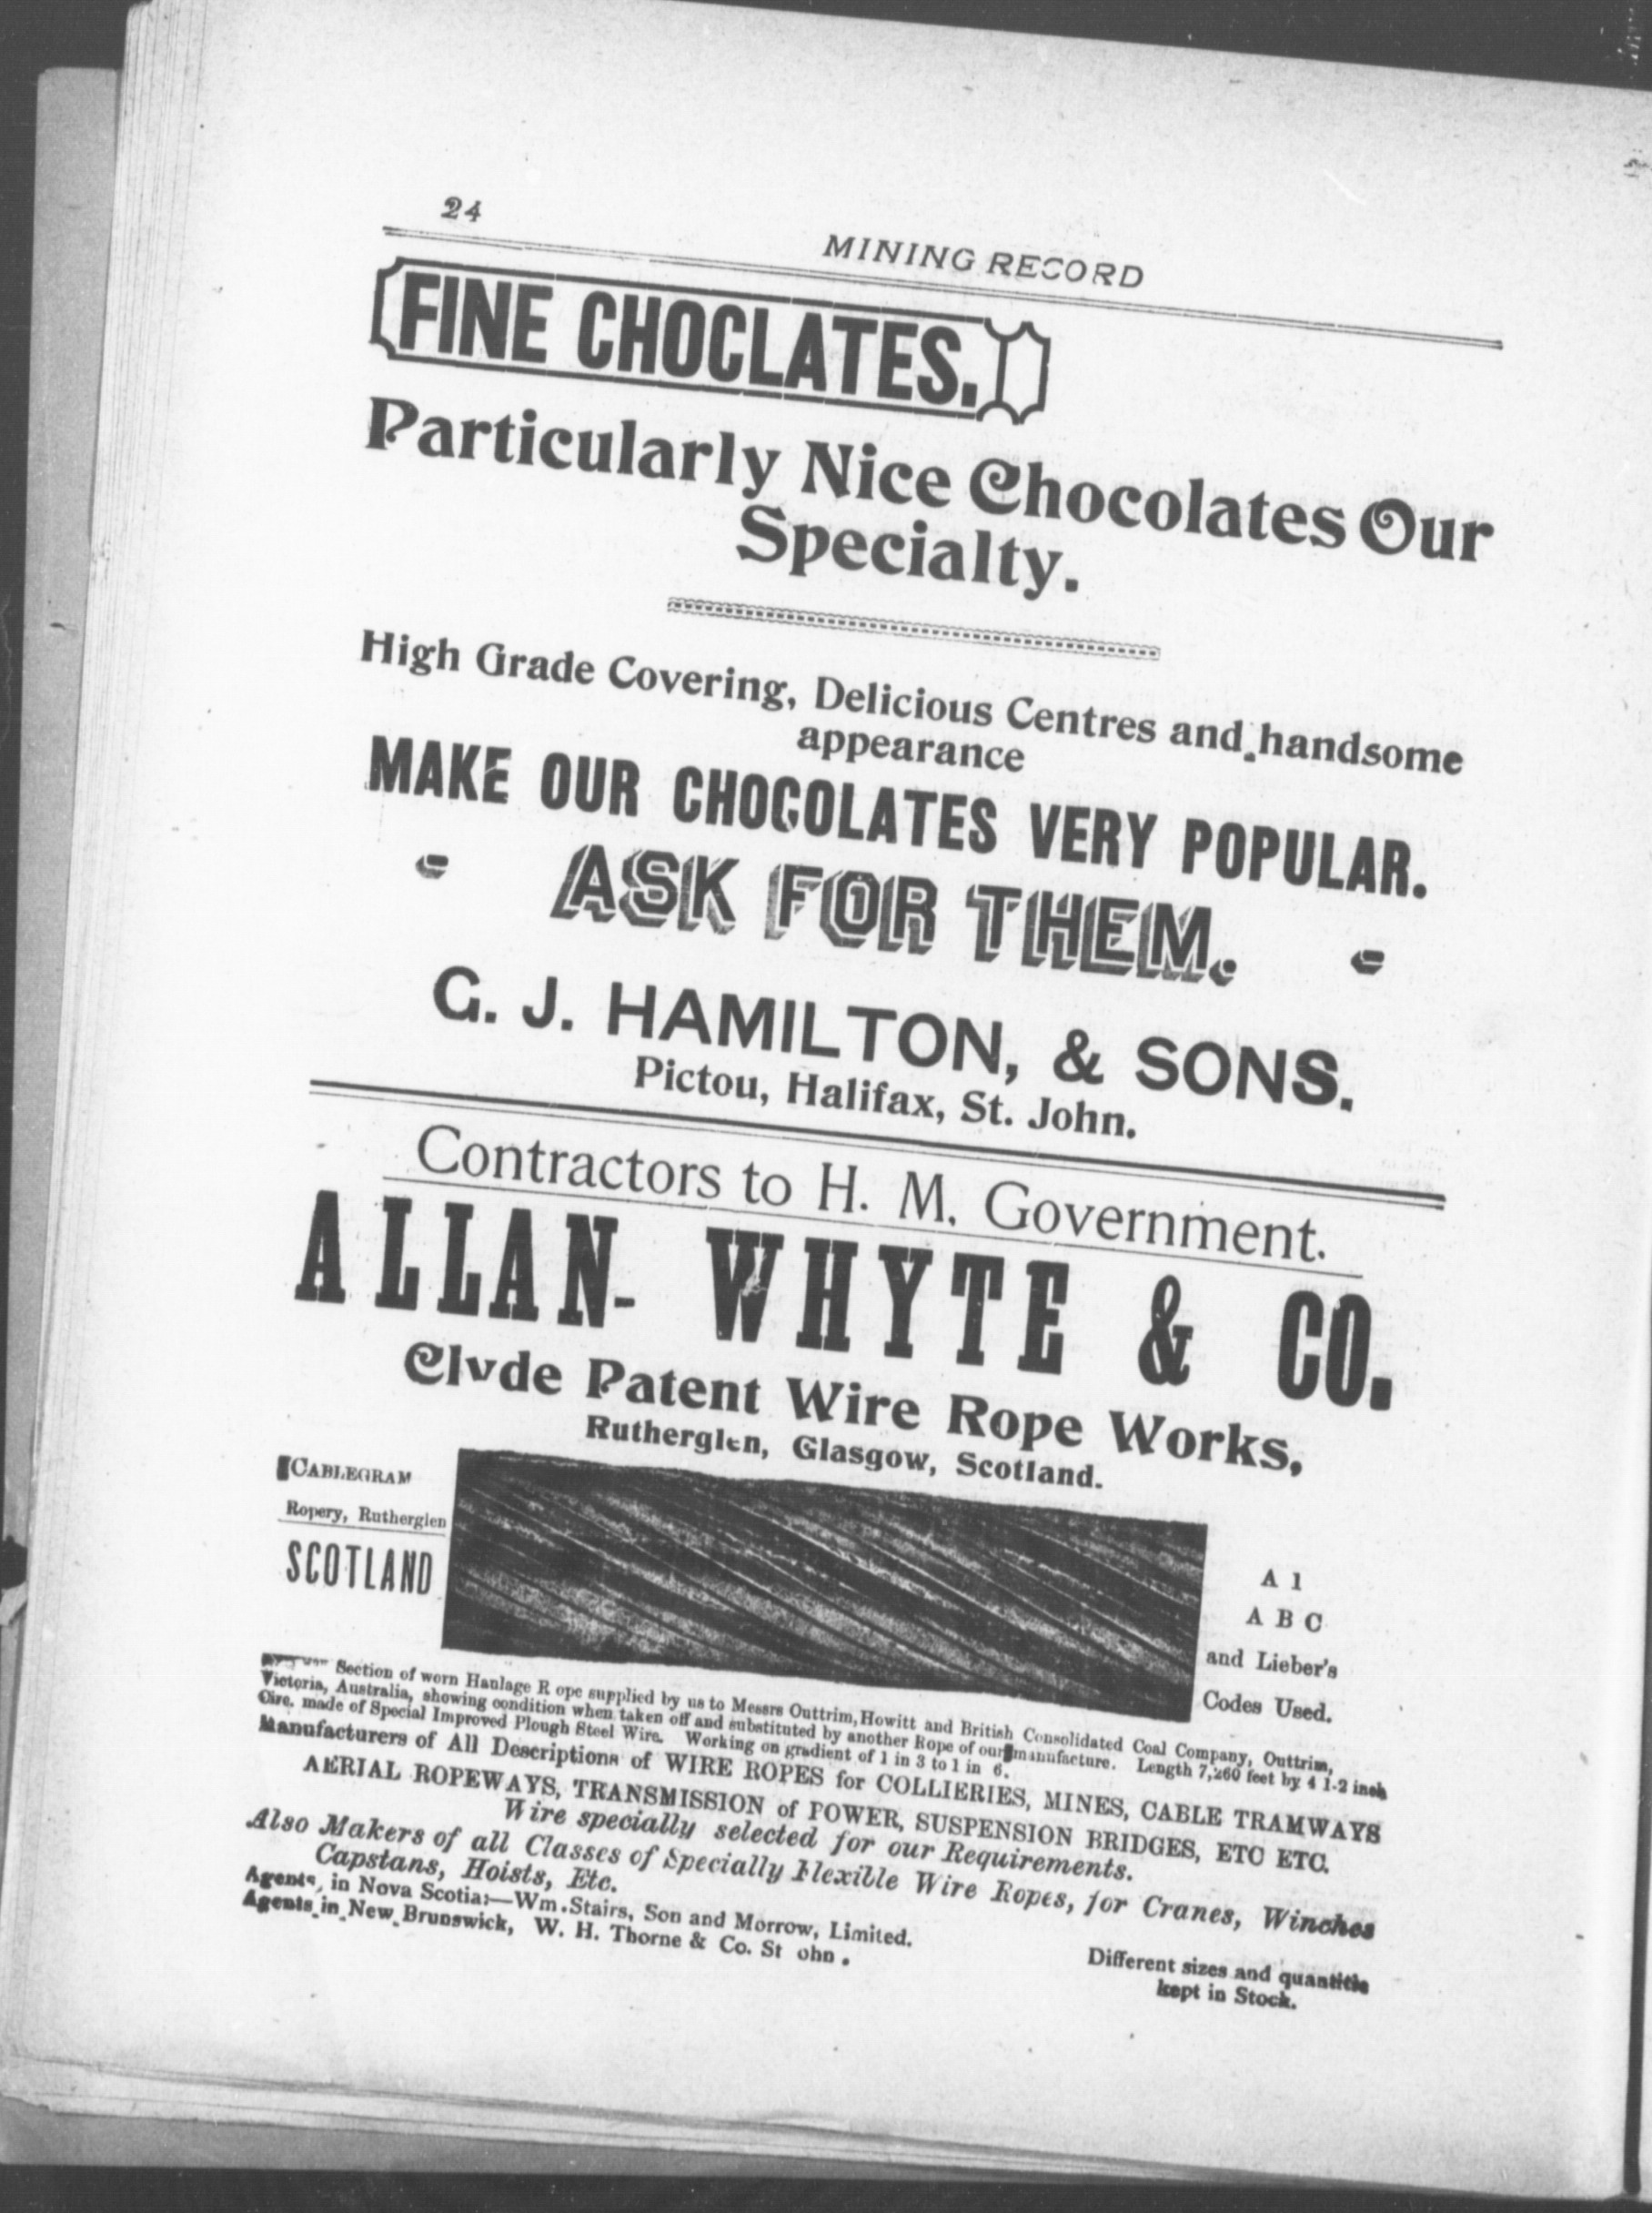 24
MINING RECORD
FINE CHOCLATES.
Particularly Nice Chocolates Our
Specialty.
High Grade Covering, Delicious Centres and handsome
appearance
MAKE OUR CHOCOLATES VERY POPULAR.
- ASK FOR THEM. -
G. J. HAMILTON, & SONS.
Pictou, Halifax, St. John.
Contractors to H. M. Government.
ALLAN- WHYTE & CO.
Clvde Patent Wire Rope Works,
Rutherglen, Glasgow, Scotland.
CABLEGRAM
Ropery, Rutherglen
SCOTLAND
A 1
A B C
and Lieber's
Codes Used.
Section of worn Haulage R ope supplied by us to Messrs Outtrim, Howitt and British Consolidated Coal Company, Outtrim,
Victoria, Australia, showing condition when taken off and substituted by another Rope of our manufacture. Length 7,260 feet by 4 1-2 inch
Circ. made of Special Improved Plough Steel Wire. Working on gradient of 1 in 3 to 1 in 6.
Manufacturers of All Descriptions of WIRE ROPES for COLLIERIES, MINES, CABLE TRAMWAYS
AERIAL ROPEWAYS, TRANSMISSION of POWER, SUSPENSION BRIDGES, ETC ETC.
Wire specially selected for our Requirements.
Also Makers of all Classes of Specially Flexible Wire Ropes, for Cranes, Winches
Capstans, Hoists, Etc.
Agents, in Nova Scotia:—Wm. Stairs, Son and Morrow, Limited.
Agents in New Brunswick, W. H. Thorne & Co. St ohn.
Different sizes and quantitie
kept in Stock.